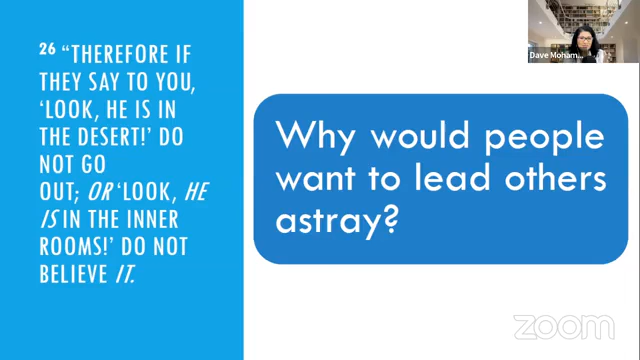 26 “THEREFORE IF
THEY SAY TO YOU,
‘LOOK, HE IS IN
THE DESERT!’ DO
NOT GO
OUT; OR ‘LOOK, HE
IS IN THE INNER
ROOMS!’ DO NOT
BELIEVE IT.
Why would people
want to lead others
astray?
Dave Moham...
zoom